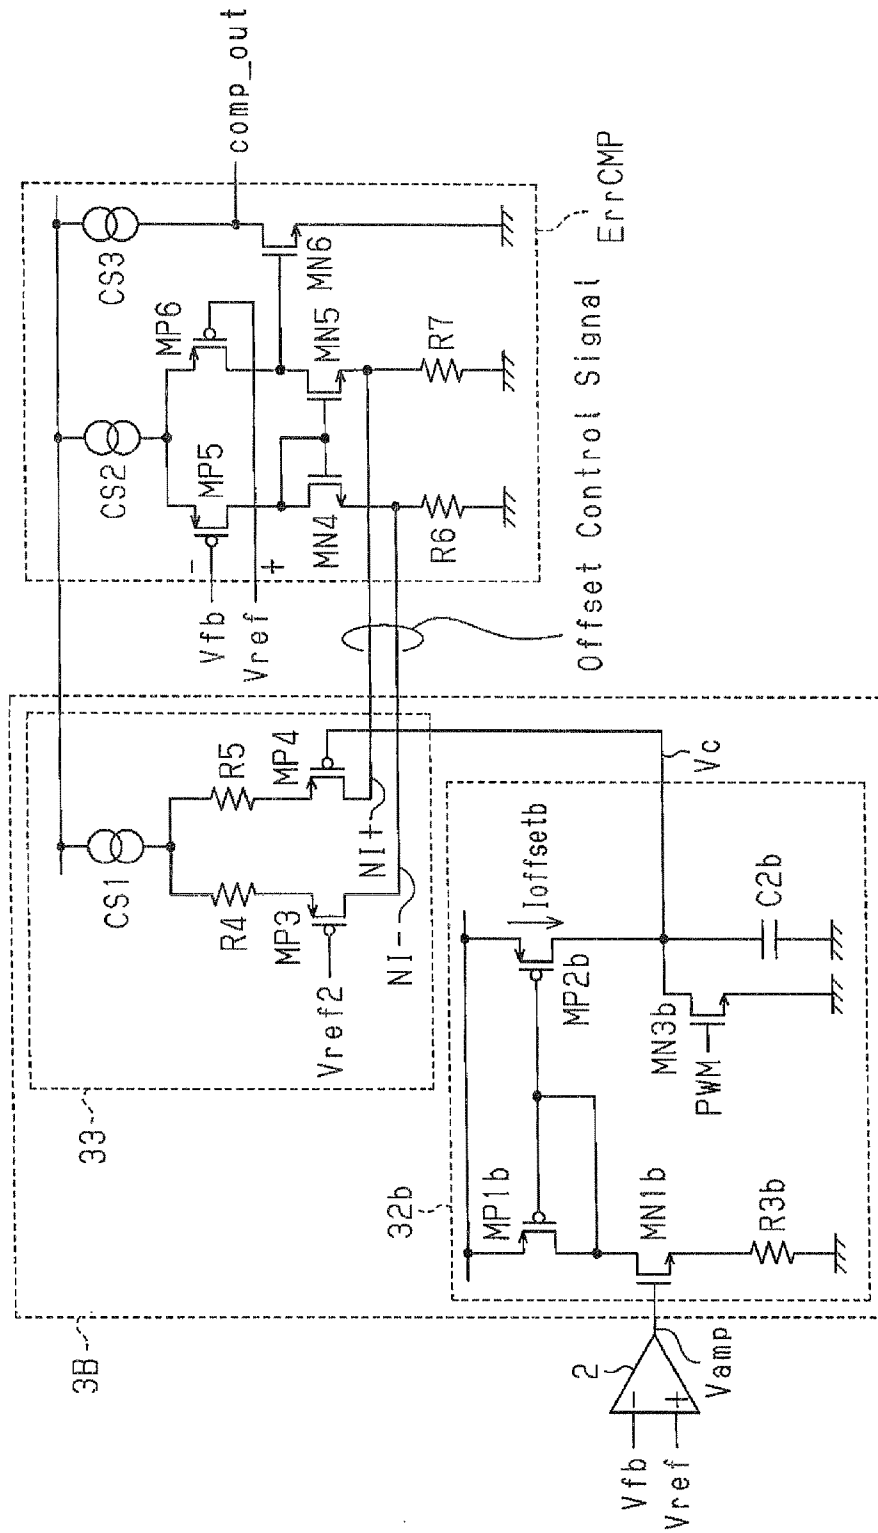 comp_out
ErrCMP
CS3
MN6
MP6
MN5
R7
CS2
MP5
MN4
R6
-
+
Vfb
Vref
Offset Control Signal
CS1
R5
MP4
R4
MP3
NI+
NI-
Vref2
33
Vc
Ioffsetb
MP2b
C2b
MN3b
PWM
32b
MP1b
MN1b
R3b
3B
2
-
+
Vamp
Vfb
Vref